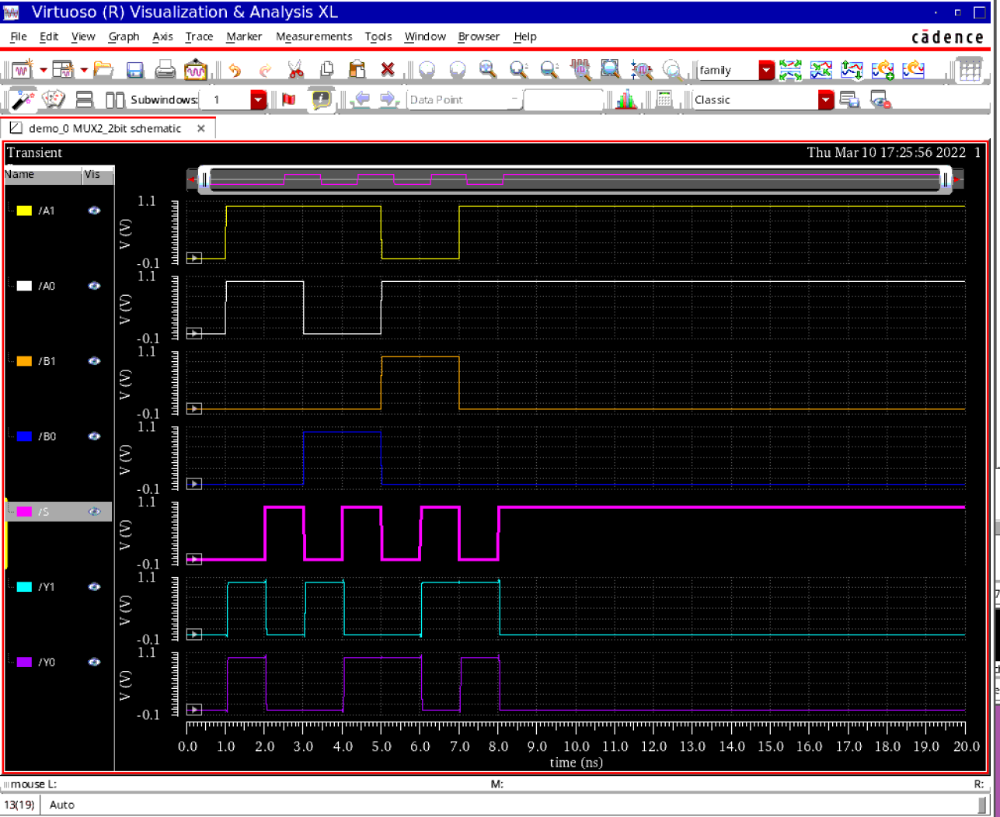 Virtuoso (R) Visualization & Analysis XL
File Edit View Graph Axis Trace Marker Measurements Tools Window Browser Help
cādence
family
Subwindows: 1
Data Point
Classic
demo_0 MUX2_2bit schematic
Transient
Thu Mar 10 17:25:56 2022 1
Name Vis
/A1
1.1
V (V)
-0.1
/A0
1.1
V (V)
-0.1
/B1
1.1
V (V)
-0.1
/B0
1.1
V (V)
-0.1
/S
1.1
V (V)
-0.1
/Y1
1.1
V (V)
-0.1
/Y0
1.1
V (V)
-0.1
0.0 1.0 2.0 3.0 4.0 5.0 6.0 7.0 8.0 9.0 10.0 11.0 12.0 13.0 14.0 15.0 16.0 17.0 18.0 19.0 20.0
time (ns)
mouse L: M: R:
13(19) Auto